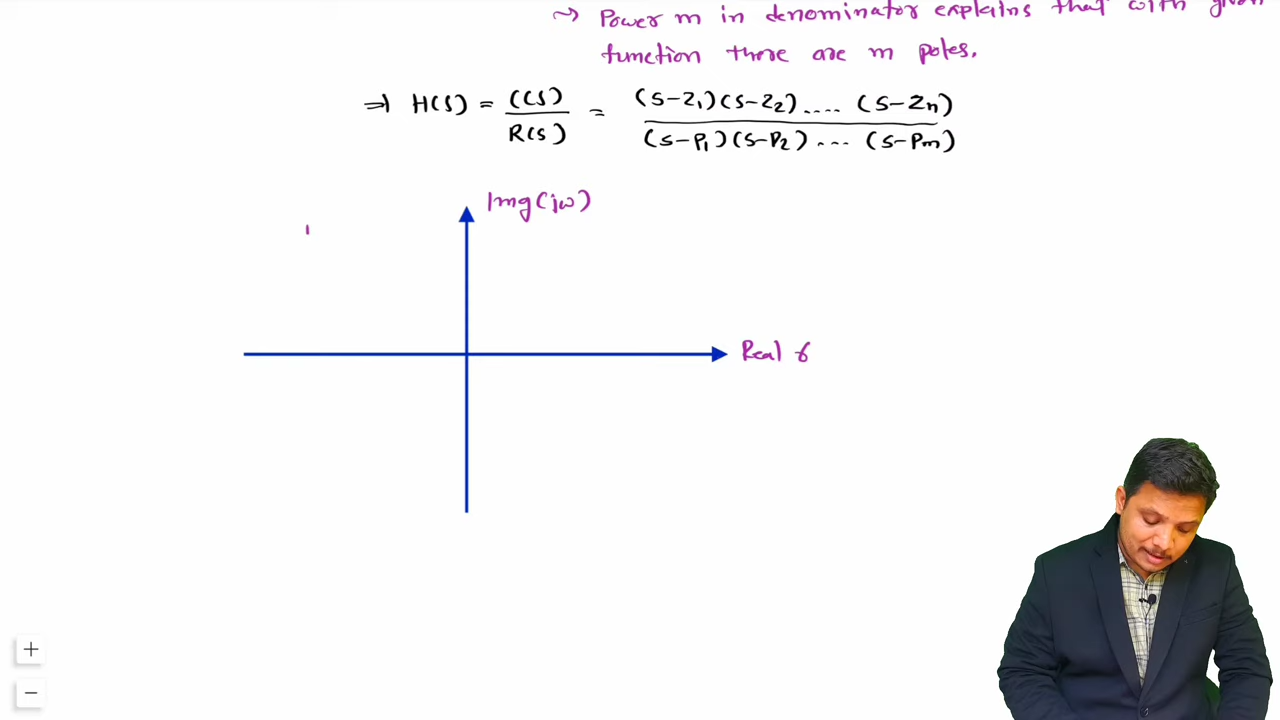 ~> Power m in denominator explains that with given
function there are m poles.
=> H(s) = C(s)/R(s) = (s-z₁)(s-z₂).... (s-zₙ)/(s-p₁)(s-p₂)... (s-pₘ)
Img(jω)
Real σ
+
−